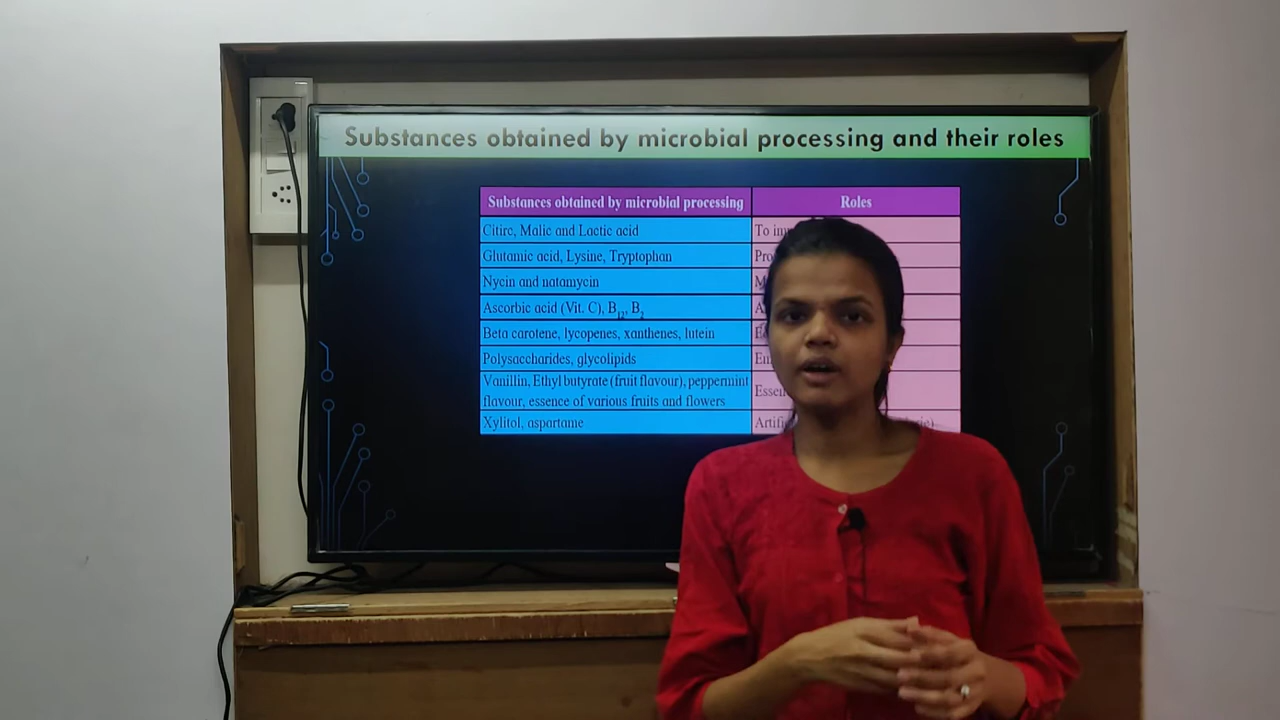 Substances obtained by microbial processing and their roles
Substances obtained by microbial processing Roles
Citirc, Malic and Lactic acid To
Glutamic acid, Lysine, Tryptophan
Nycin and natamycin
Ascorbic acid (Vit. C), B12, B2
Beta carotene, lycopenes, xanthenes, lutein
Polysaccharides, glycolipids
Vanillin, Ethyl butyrate (fruit flavour), peppermint
flavour, essence of various fruits and flowers
Xylitol, aspartame